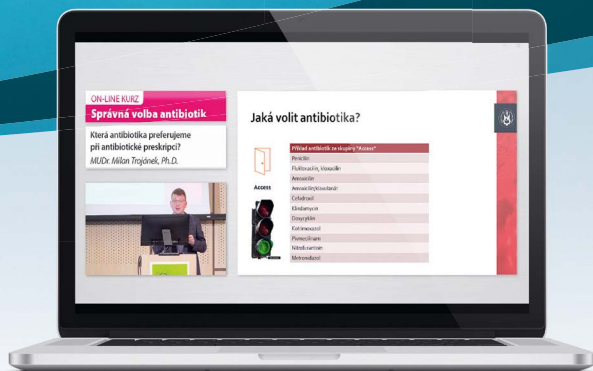 ON-LINE KURZ
Správná volba antibiotik
Která antibiotika preferujeme
při antibiotické preskripci?
MUDr. Milan Trojánek, Ph.D.
Jaká volit antibiotika?
Access
Příklad antibiotik ze skupiny "Access"
Penicilin
Flukloxacilin, oxacilin
Amoxicilin
Amoxicilin/klavulanát
Cefadroxil
Klindamycin
Doxycyklin
Kotrimoxazol
Pivmecilinam
Nitrofurantoin
Metronidazol